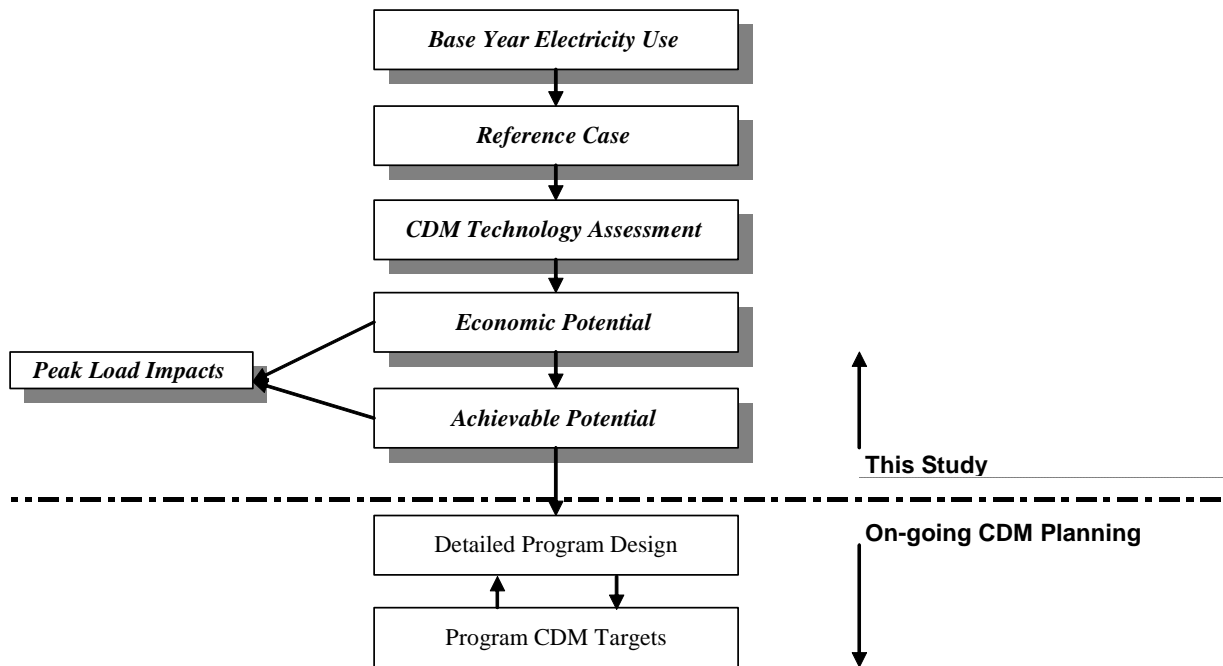 Base Year Electricity Use
Reference Case
CDM Technology Assessment
Economic Potential
Peak Load Impacts
Achievable Potential
This Study
On-going CDM Planning
Detailed Program Design
Program CDM Targets